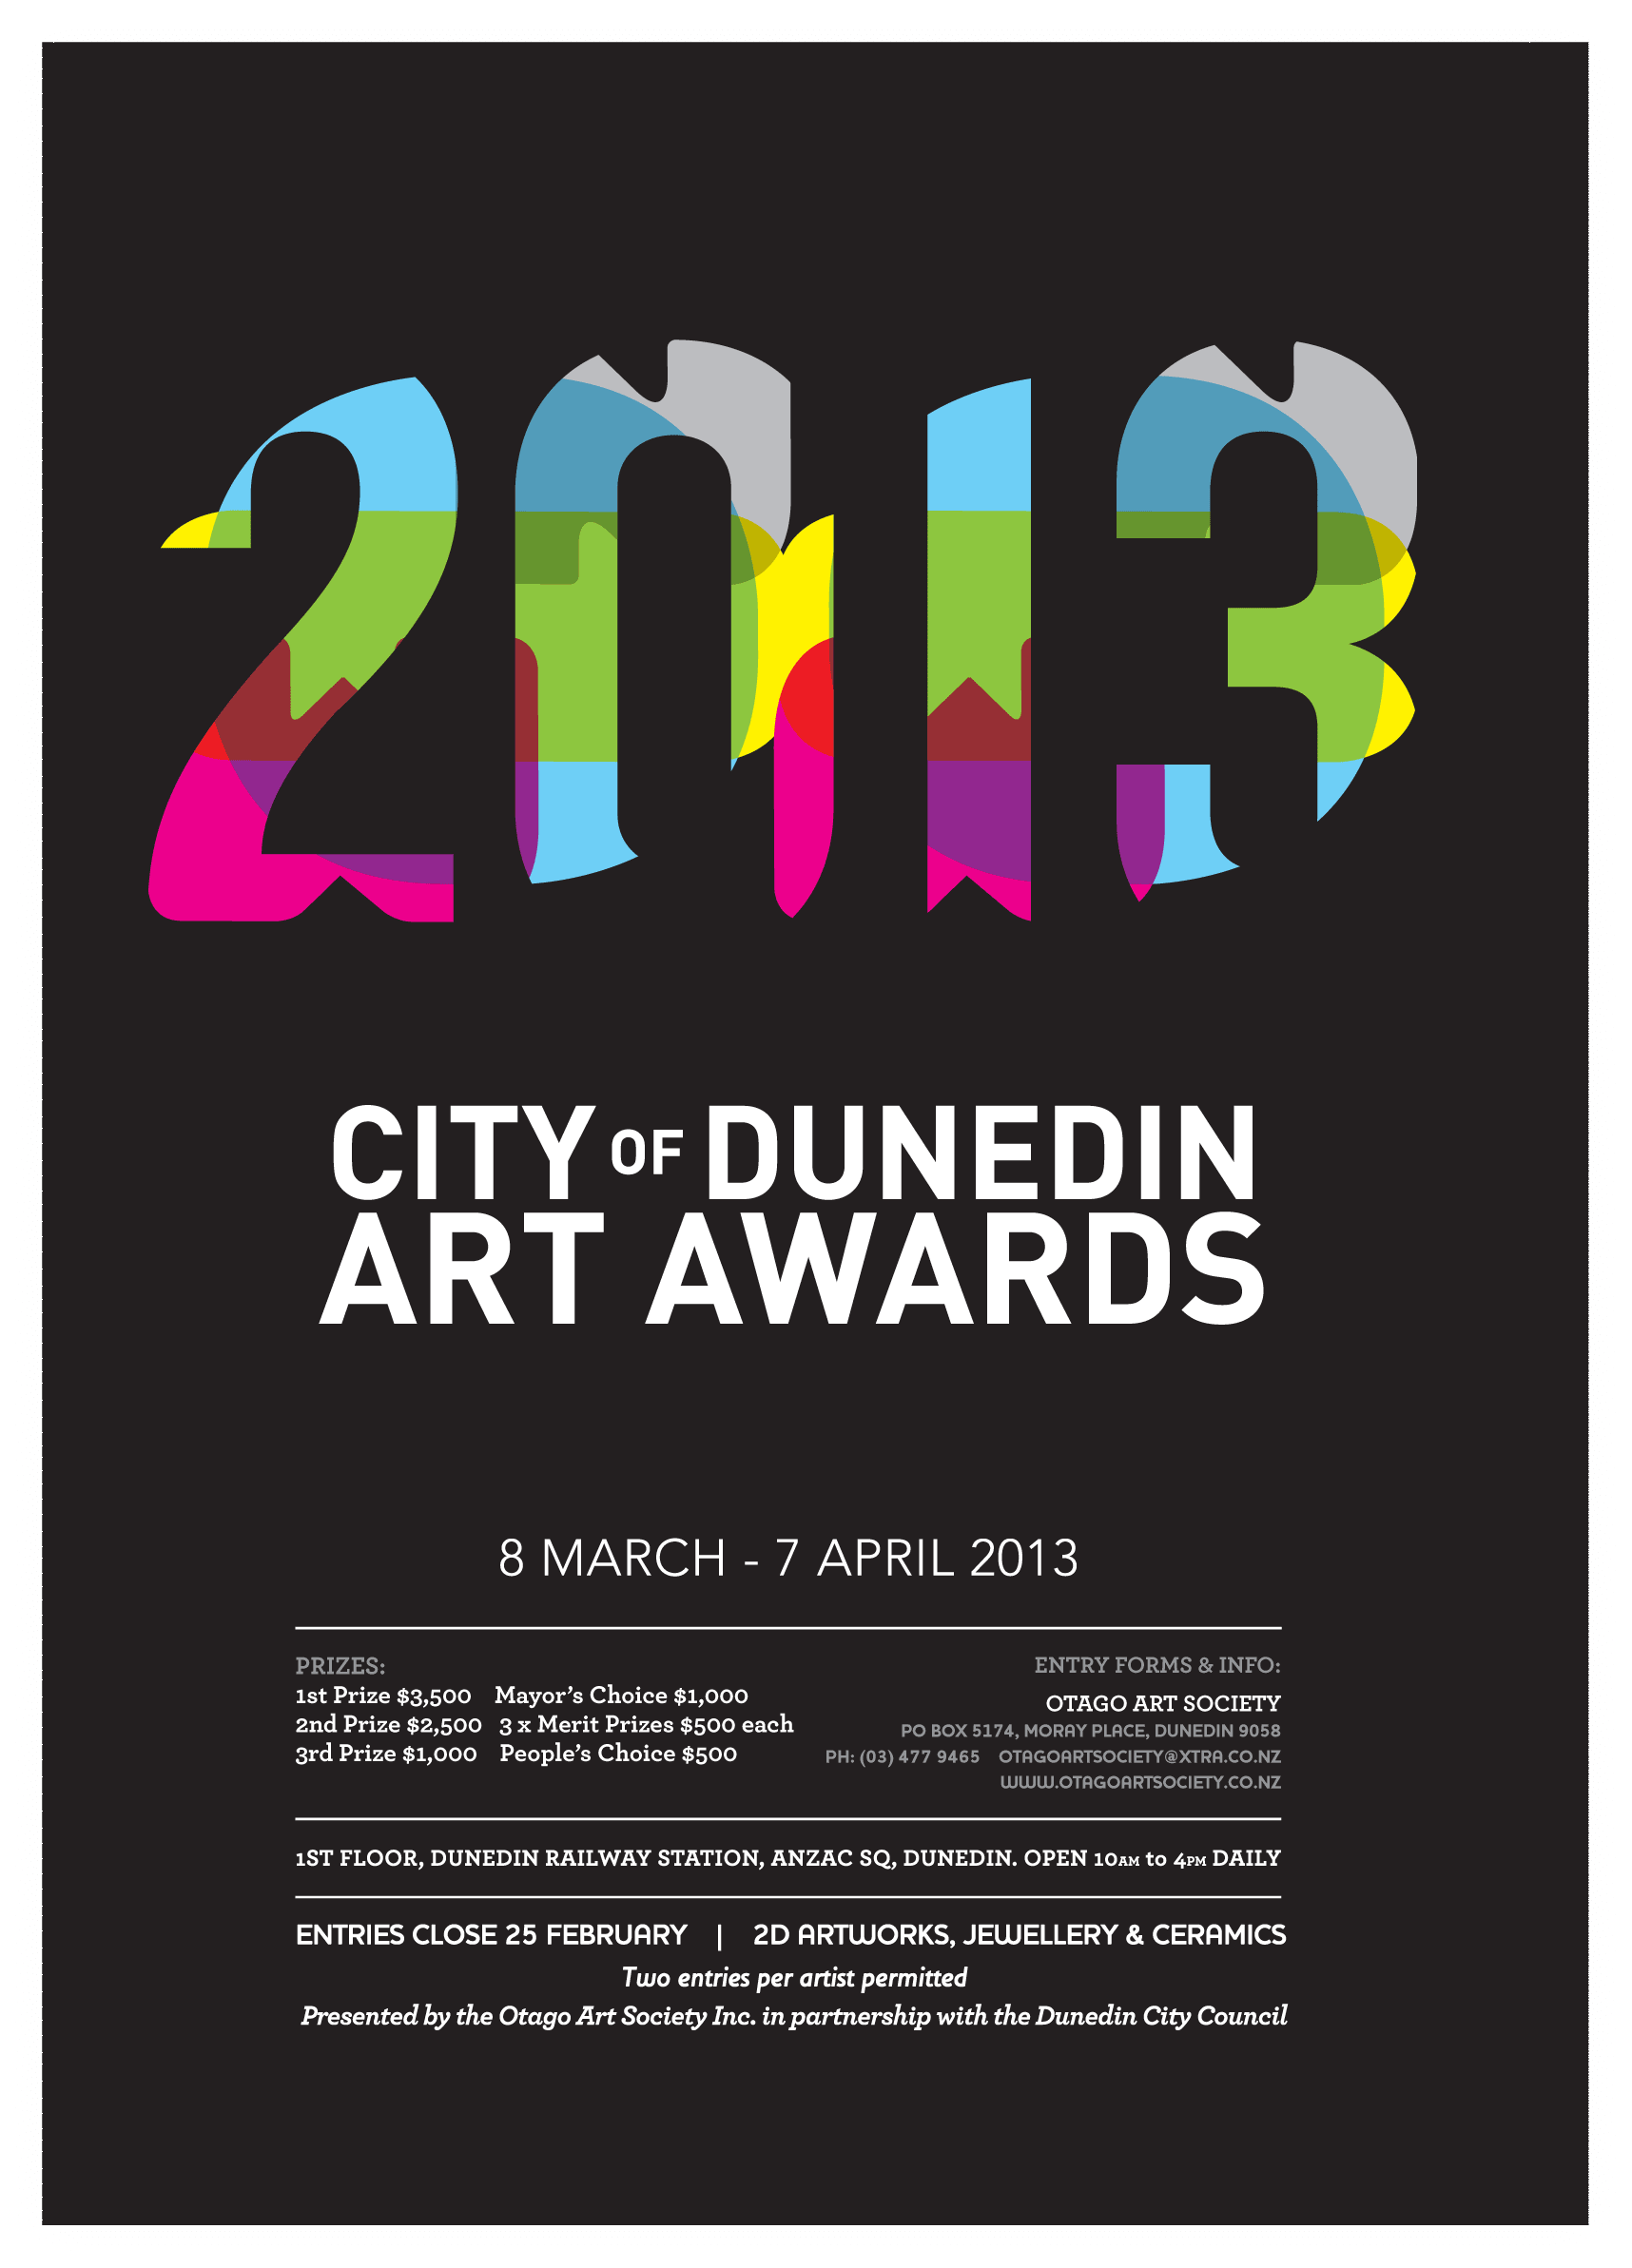 2013
CITY OF DUNEDIN
ART AWARDS
8 MARCH - 7 APRIL 2013
PRIZES:
1st Prize $3,500 Mayor's Choice $1,000
2nd Prize $2,500 3 x Merit Prizes $500 each
3rd Prize $1,000 People's Choice $500
ENTRY FORMS & INFO:
OTAGO ART SOCIETY
PO BOX 5174, MORAY PLACE, DUNEDIN 9058
PH: (03) 477 9465 OTAGOARTSOCIETY@XTRA.CO.NZ
WWW.OTAGOARTSOCIETY.CO.NZ
1ST FLOOR, DUNEDIN RAILWAY STATION, ANZAC SQ, DUNEDIN. OPEN 10AM to 4PM DAILY
ENTRIES CLOSE 25 FEBRUARY | 2D ARTWORKS, JEWELLERY & CERAMICS
Two entries per artist permitted
Presented by the Otago Art Society Inc. in partnership with the Dunedin City Council